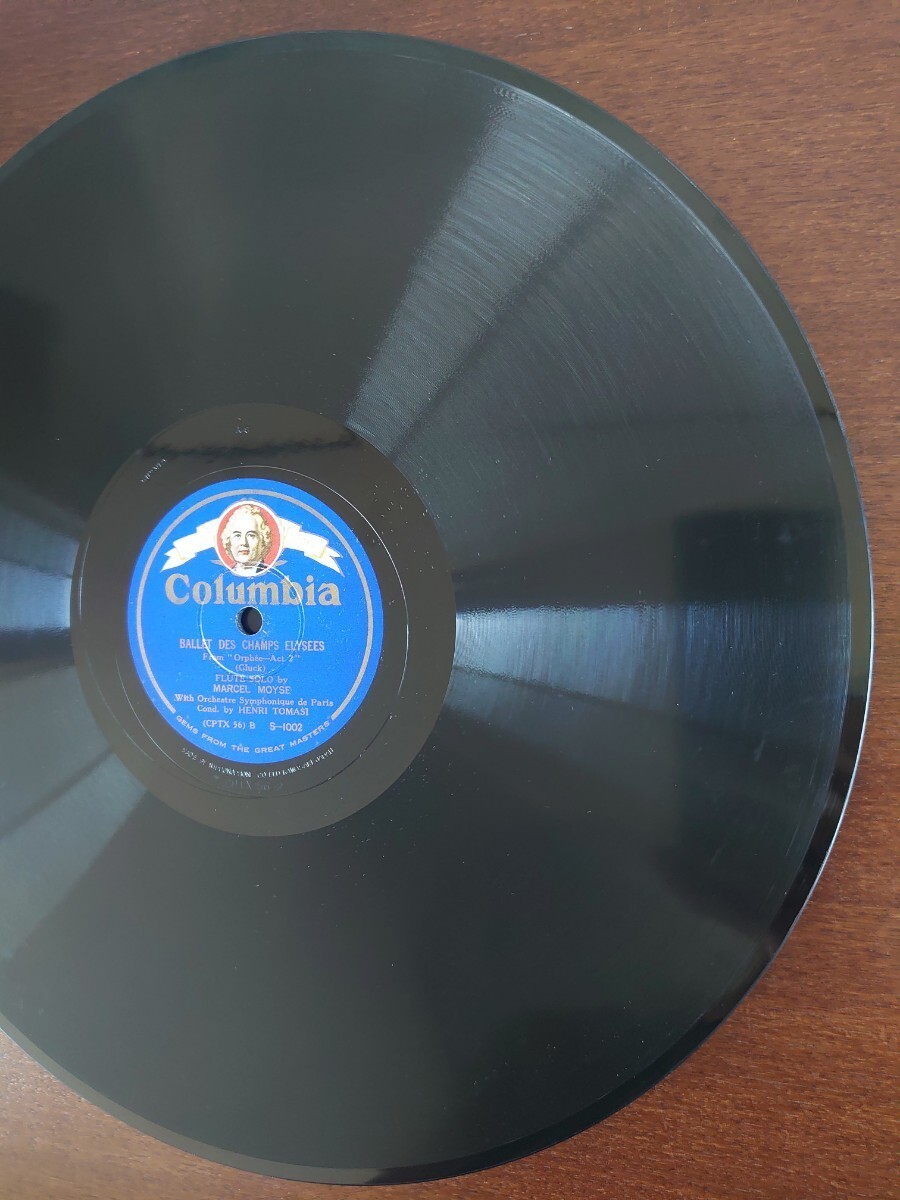 Columbia
BALLET DES CHAMPS ELYSEES
From "Orphée—Act 2"
(Gluck)
FLUTE SOLO by
MARCEL MOYSE
With Orchestre Symphonique de Paris
Cond. by HENRI TOMASI
(CPTX 56) B S-1002
GEMS FROM THE GREAT MASTERS